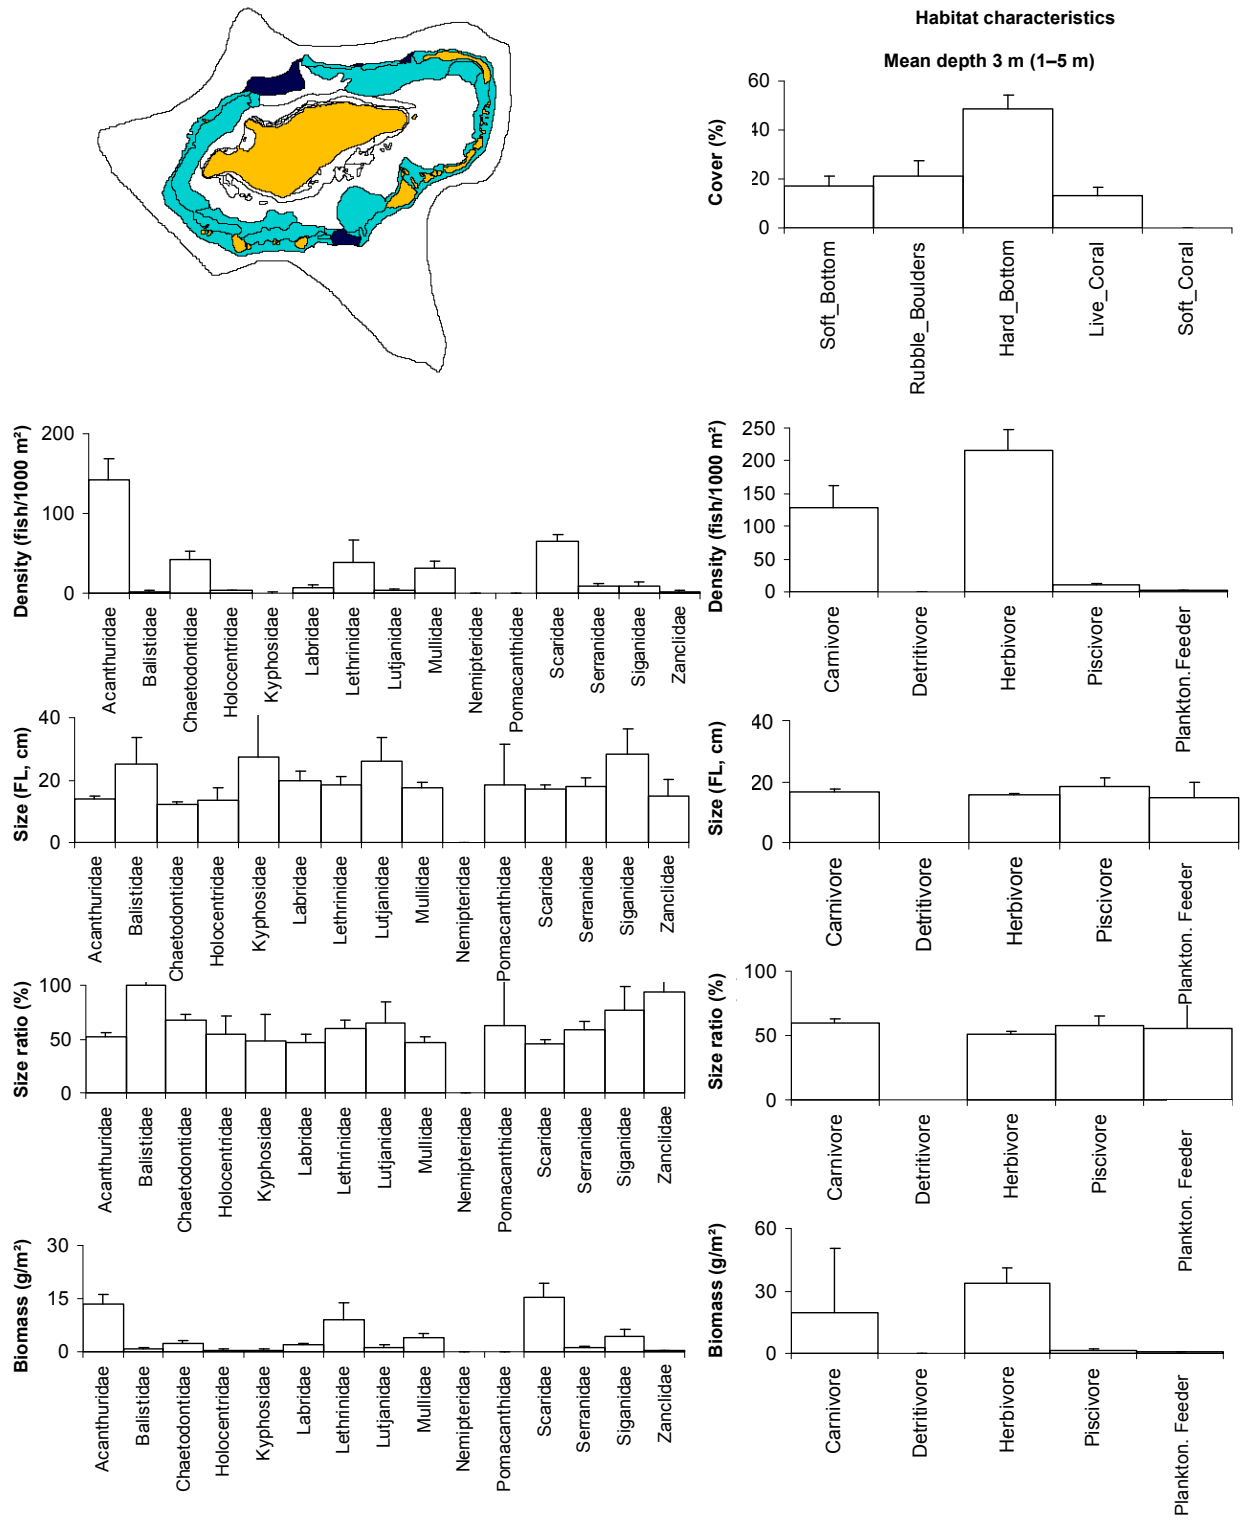 Habitat characteristics
Mean depth 3 m (1–5 m)
Cover (%)
60
40
20
0
Soft_Bottom
Rubble_Boulders
Hard_Bottom
Live_Coral
Soft_Coral
Density (fish/1000 m²)
200
100
0
Acanthuridae
Balistidae
Chaetodontidae
Holocentridae
Kyphosidae
Labridae
Lethrinidae
Lutjanidae
Mullidae
Nemipteridae
Pomacanthidae
Scaridae
Serranidae
Siganidae
Zanclidae
Density (fish/1000 m²)
250
200
150
100
50
0
Carnivore
Detritivore
Herbivore
Piscivore
Plankton.Feeder
Size (FL, cm)
40
20
0
Acanthuridae
Balistidae
Chaetodontidae
Holocentridae
Kyphosidae
Labridae
Lethrinidae
Lutjanidae
Mullidae
Nemipteridae
Pomacanthidae
Scaridae
Serranidae
Siganidae
Zanclidae
Size (FL, cm)
40
20
0
Carnivore
Detritivore
Herbivore
Piscivore
Plankton. Feeder
Size ratio (%)
100
50
0
Acanthuridae
Balistidae
Chaetodontidae
Holocentridae
Kyphosidae
Labridae
Lethrinidae
Lutjanidae
Mullidae
Nemipteridae
Pomacanthidae
Scaridae
Serranidae
Siganidae
Zanclidae
Size ratio (%)
100
50
0
Carnivore
Detritivore
Herbivore
Piscivore
Plankton. Feeder
Biomass (g/m²)
30
15
0
Acanthuridae
Balistidae
Chaetodontidae
Holocentridae
Kyphosidae
Labridae
Lethrinidae
Lutjanidae
Mullidae
Nemipteridae
Pomacanthidae
Scaridae
Serranidae
Siganidae
Zanclidae
Biomass (g/m²)
60
30
0
Carnivore
Detritivore
Herbivore
Piscivore
Plankton. Feeder